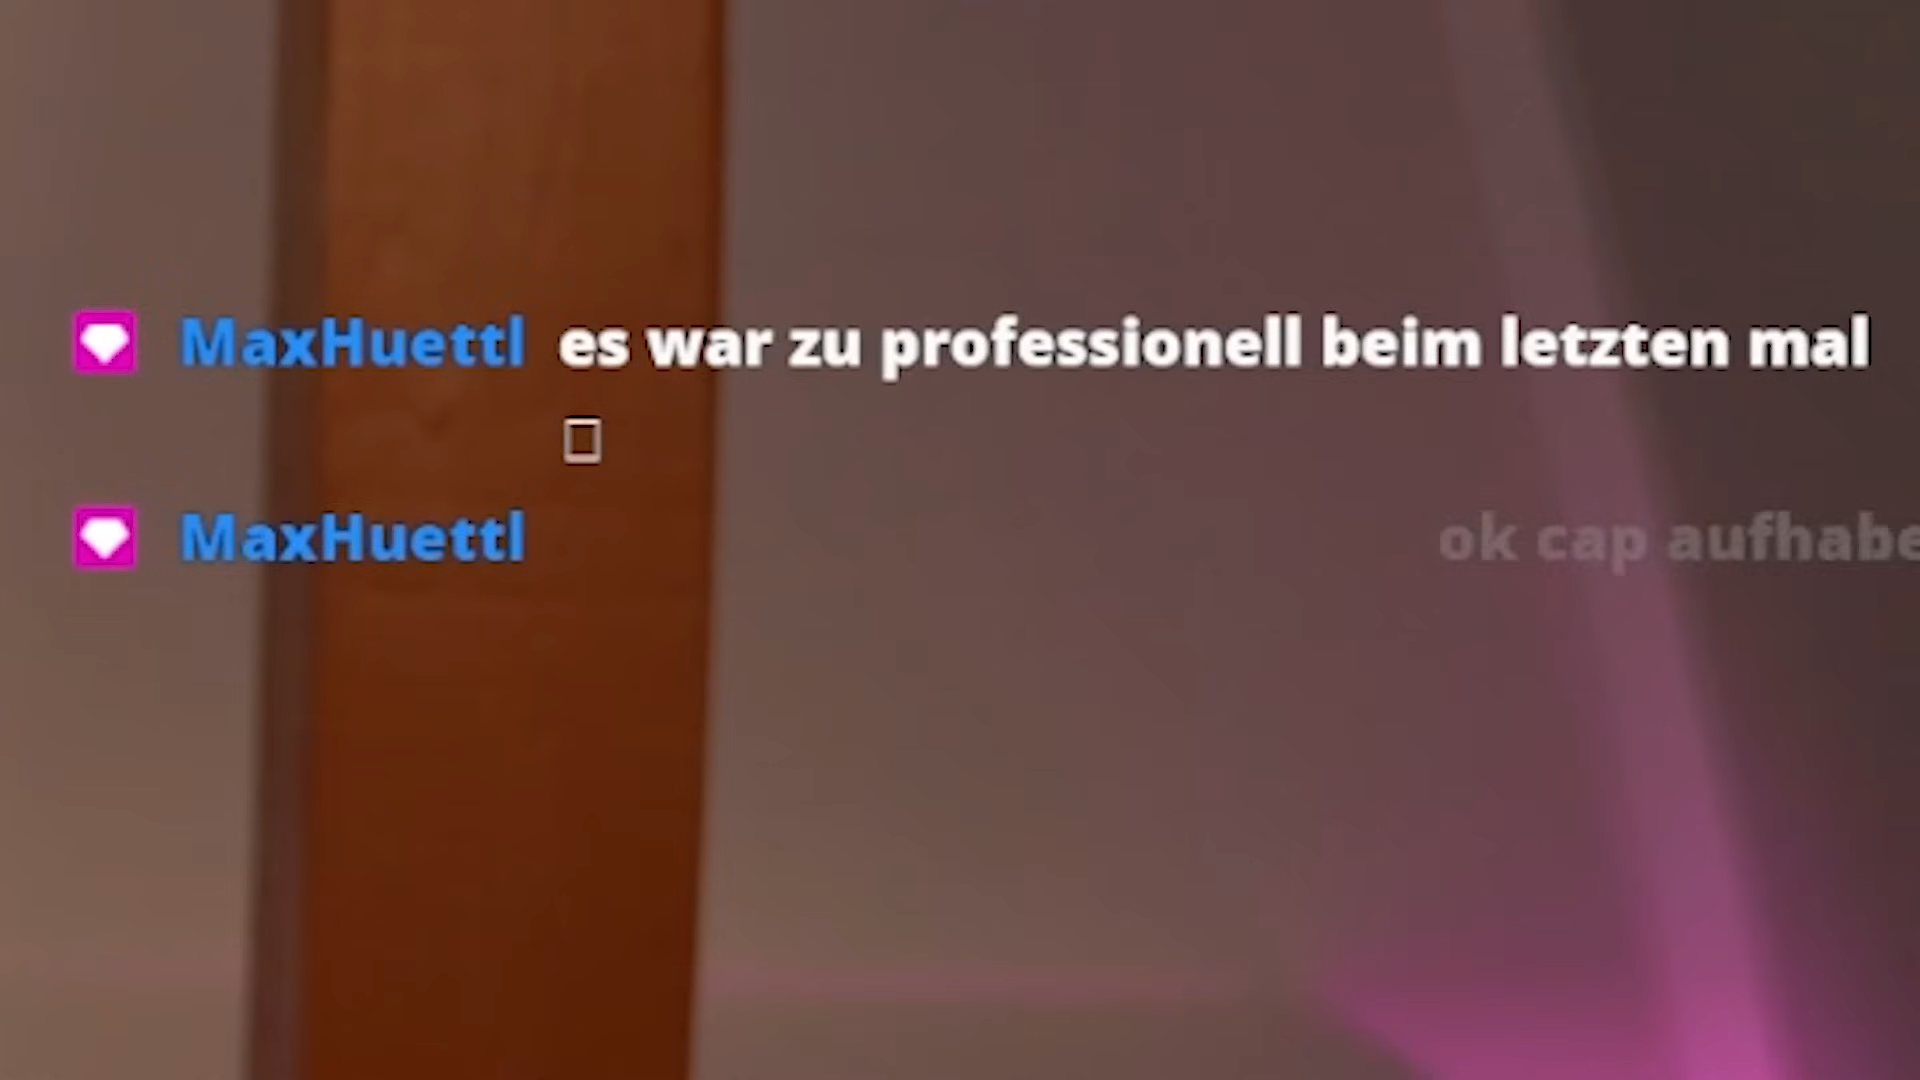 MaxHuettl es war zu professionell beim letzten mal
MaxHuettl ok cap aufhabe